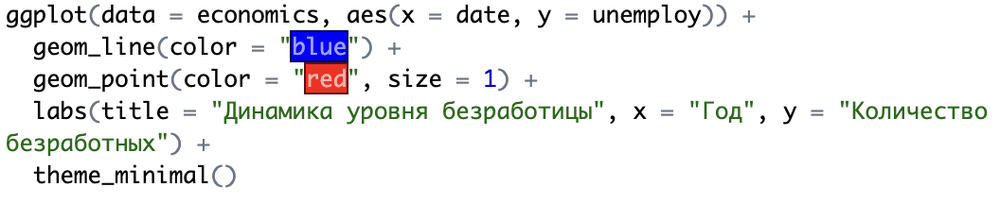 ggplot(data = economics, aes(x = date, y = unemploy)) +
  geom_line(color = "blue") +
  geom_point(color = "red", size = 1) +
  labs(title = "Динамика уровня безработицы", x = "Год", y = "Количество
безработных") +
  theme_minimal()